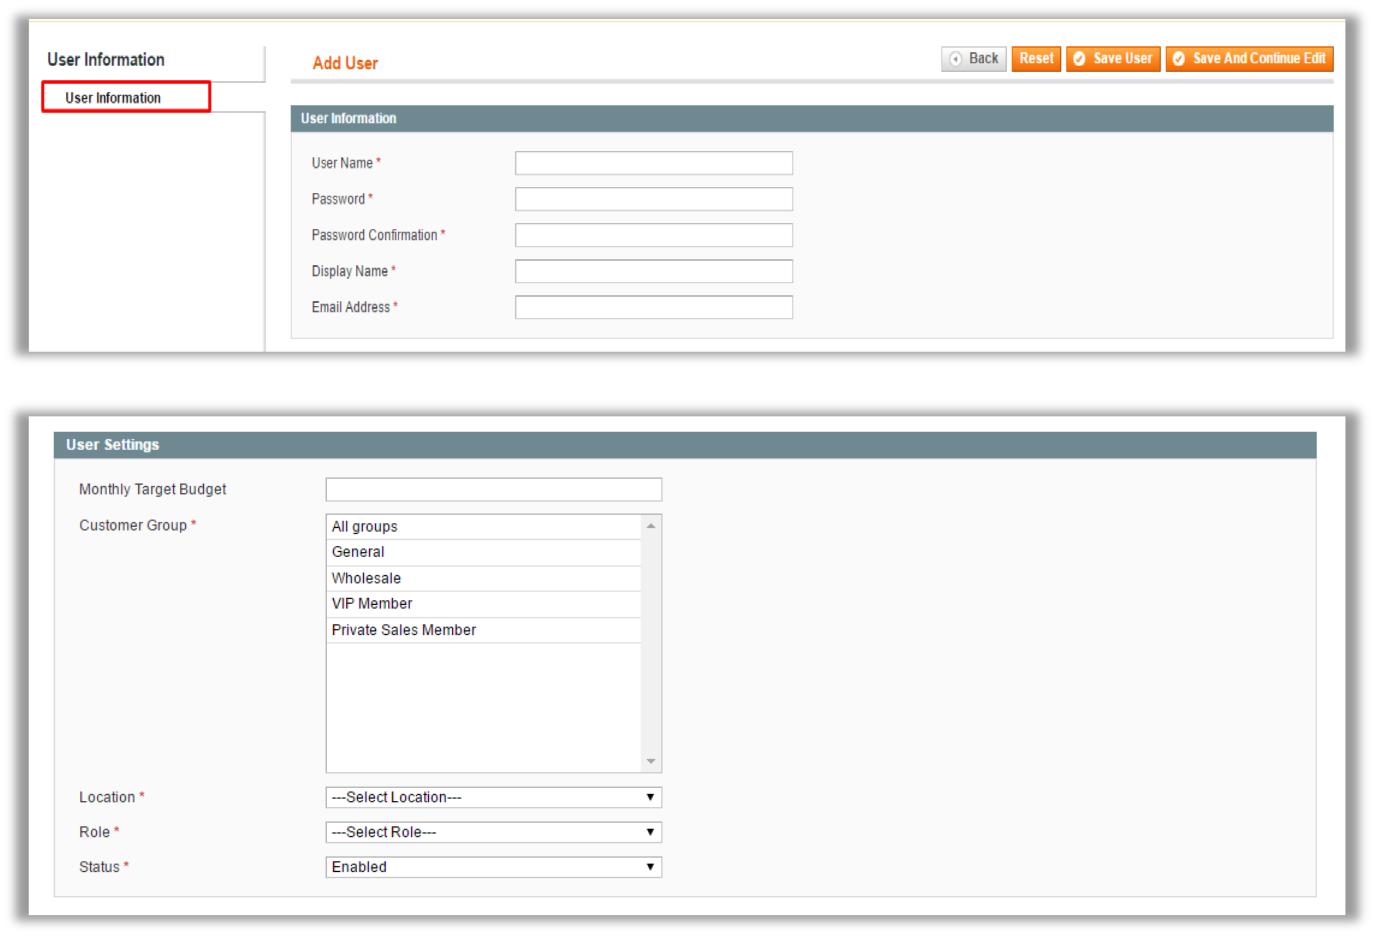 User Information
User Information
Add User
Back Reset Save User Save And Continue Edit
User Information
User Name *
Password *
Password Confirmation *
Display Name *
Email Address *
User Settings
Monthly Target Budget
Customer Group *
All groups
General
Wholesale
VIP Member
Private Sales Member
Location * ---Select Location---
Role * ---Select Role---
Status * Enabled